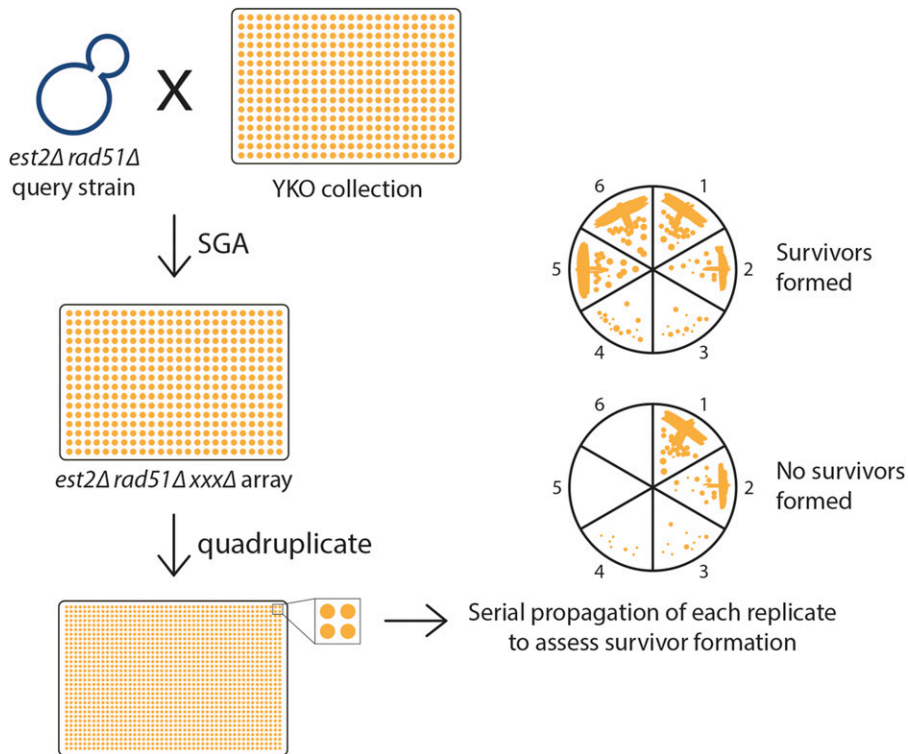 X
est2Δ rad51Δ
query strain
YKO collection
SGA
est2Δ rad51Δ xxxΔ array
quadruplicate
6
1
5
2
4
3
Survivors
formed
6
1
5
2
4
3
No survivors
formed
Serial propagation of each replicate
to assess survivor formation